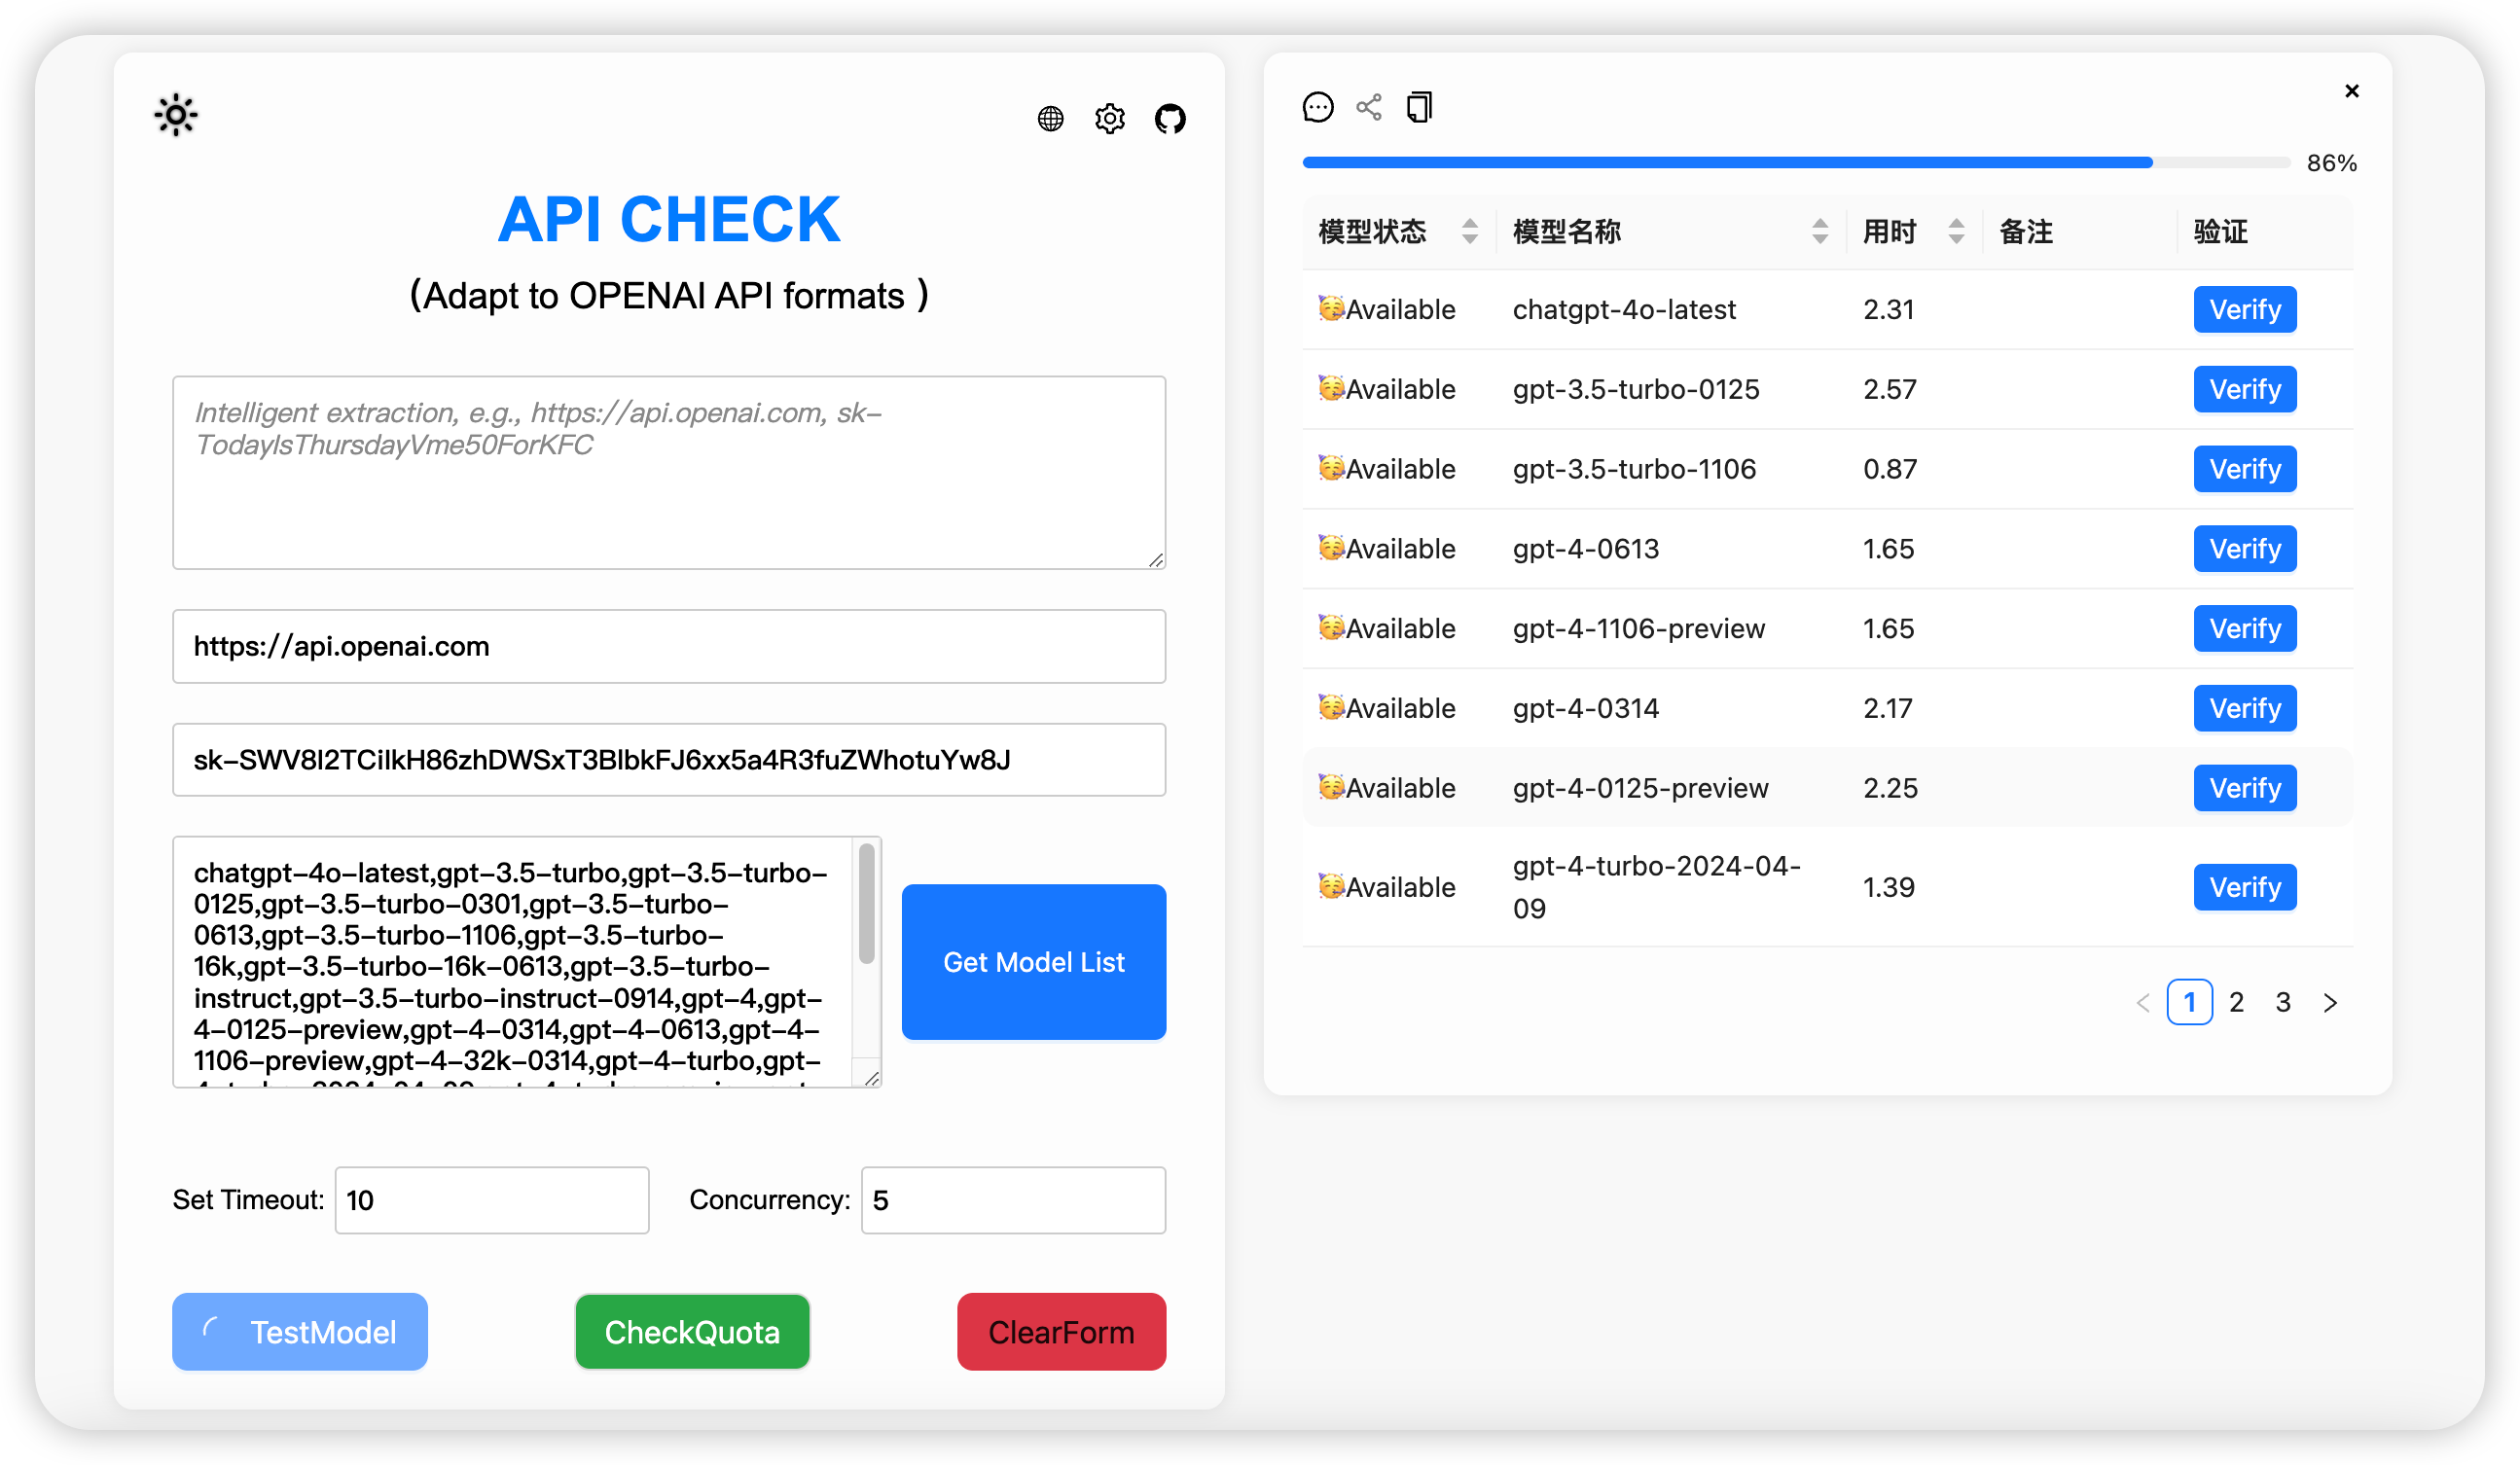 API CHECK
(Adapt to OPENAI API formats )
Intelligent extraction, e.g., https://api.openai.com, sk-
TodayIsThursdayVme50ForKFC
https://api.openai.com
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
chatgpt-4o-latest,gpt-3.5-turbo,gpt-3.5-turbo-
0125,gpt-3.5-turbo-0301,gpt-3.5-turbo-
0613,gpt-3.5-turbo-1106,gpt-3.5-turbo-
16k,gpt-3.5-turbo-16k-0613,gpt-3.5-turbo-
instruct,gpt-3.5-turbo-instruct-0914,gpt-4,gpt-
4-0125-preview,gpt-4-0314,gpt-4-0613,gpt-4-
1106-preview,gpt-4-32k-0314,gpt-4-turbo,gpt-
Get Model List
Set Timeout: 10 Concurrency: 5
TestModel CheckQuota ClearForm
86%
模型状态 模型名称 用时 备注 验证
🥳Available chatgpt-4o-latest 2.31 Verify
🥳Available gpt-3.5-turbo-0125 2.57 Verify
🥳Available gpt-3.5-turbo-1106 0.87 Verify
🥳Available gpt-4-0613 1.65 Verify
🥳Available gpt-4-1106-preview 1.65 Verify
🥳Available gpt-4-0314 2.17 Verify
🥳Available gpt-4-0125-preview 2.25 Verify
🥳Available gpt-4-turbo-2024-04-
09 1.39 Verify
1 2 3